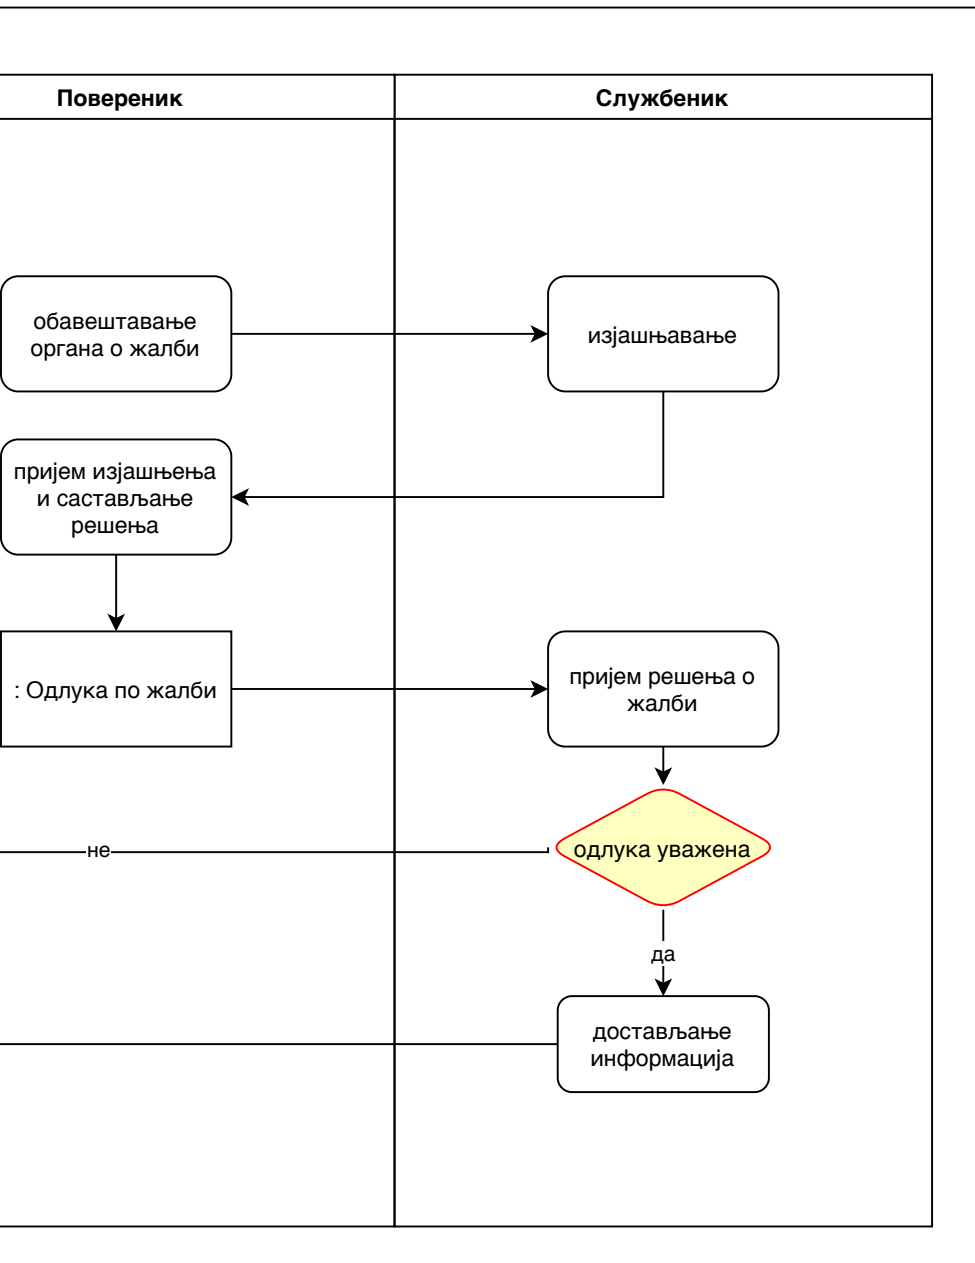 Повереник
Службеник
обавештавање
органа о жалби
изјашњавање
пријем изјашњења
и састављање
решења
: Одлука по жалби
пријем решења о
жалби
не
одлука уважена
да
достављање
информација